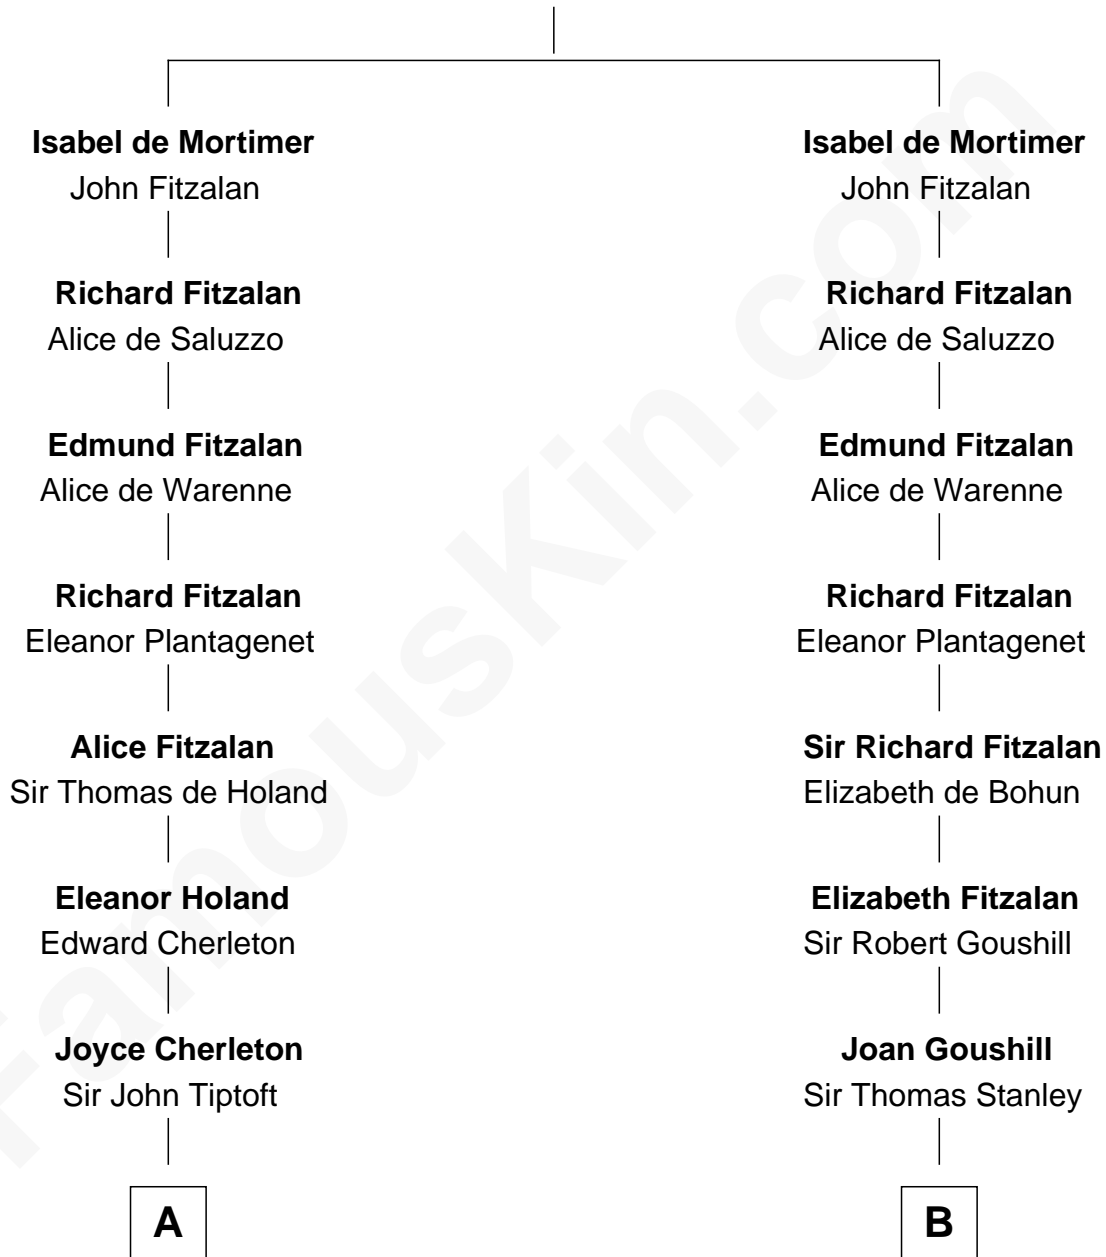 Isabel de Mortimer
John Fitzalan
Richard Fitzalan
Alice de Saluzzo
Edmund Fitzalan
Alice de Warenne
Richard Fitzalan
Eleanor Plantagenet
Alice Fitzalan
Sir Thomas de Holand
Eleanor Holand
Edward Cherleton
Joyce Cherleton
Sir John Tiptoft
A
Isabel de Mortimer
John Fitzalan
Richard Fitzalan
Alice de Saluzzo
Edmund Fitzalan
Alice de Warenne
Richard Fitzalan
Eleanor Plantagenet
Sir Richard Fitzalan
Elizabeth de Bohun
Elizabeth Fitzalan
Sir Robert Goushill
Joan Goushill
Sir Thomas Stanley
B
FamousKin.com